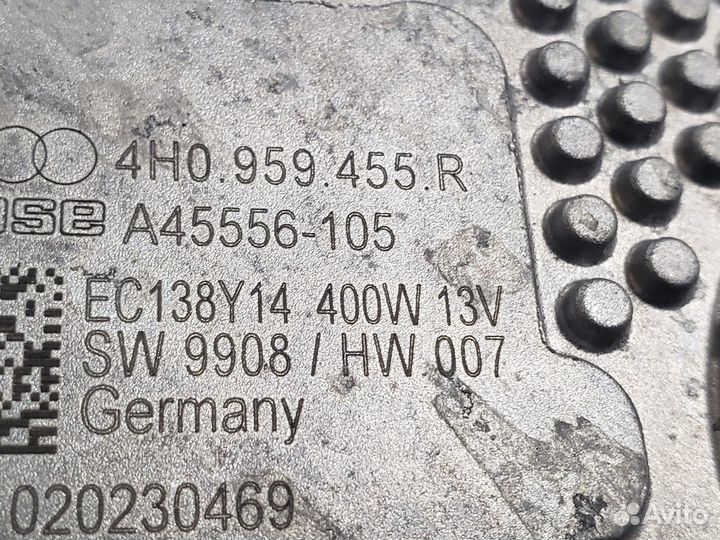 4H0.959.455.R
A45556-105
EC138Y14 400W 13V
SW 9908 / HW 007
Germany
020230469
Avito